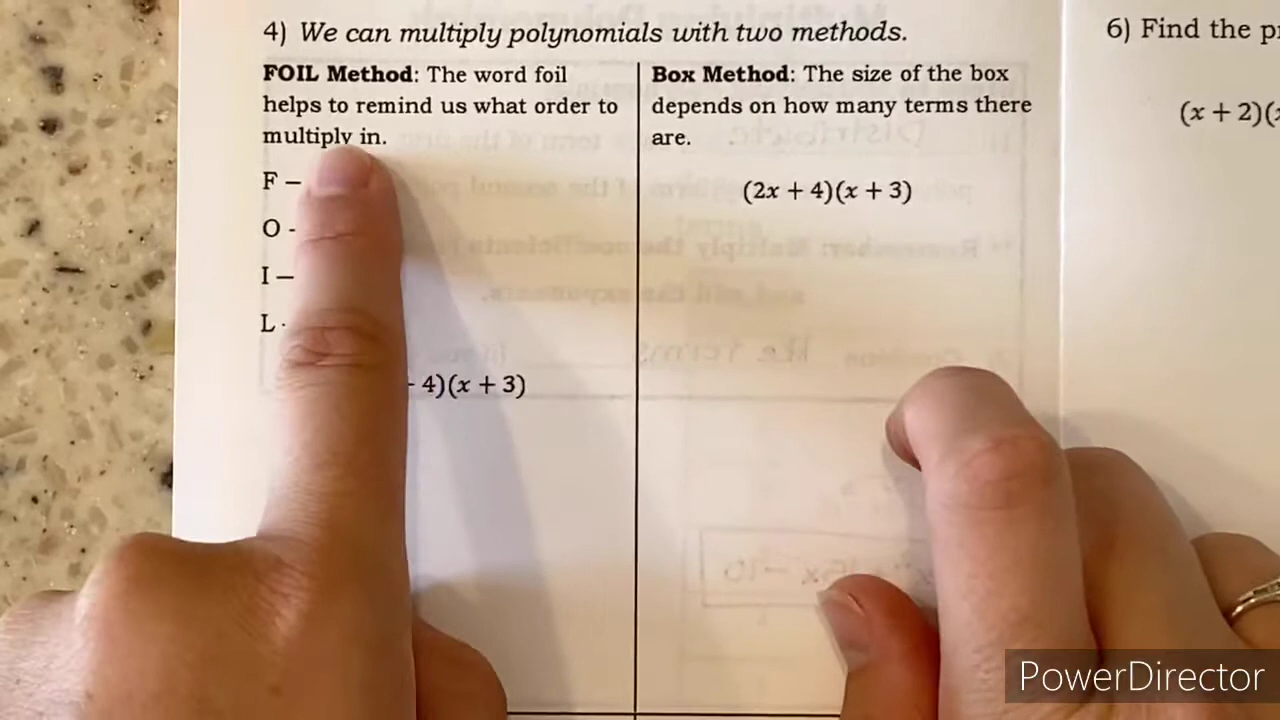 4) We can multiply polynomials with two methods.
FOIL Method: The word foil
helps to remind us what order to
multiply in.
F –
O -
I –
L -
4)(x + 3)
Box Method: The size of the box
depends on how many terms there
are.
(2x + 4)(x + 3)
6) Find the
(x + 2)(
PowerDirector